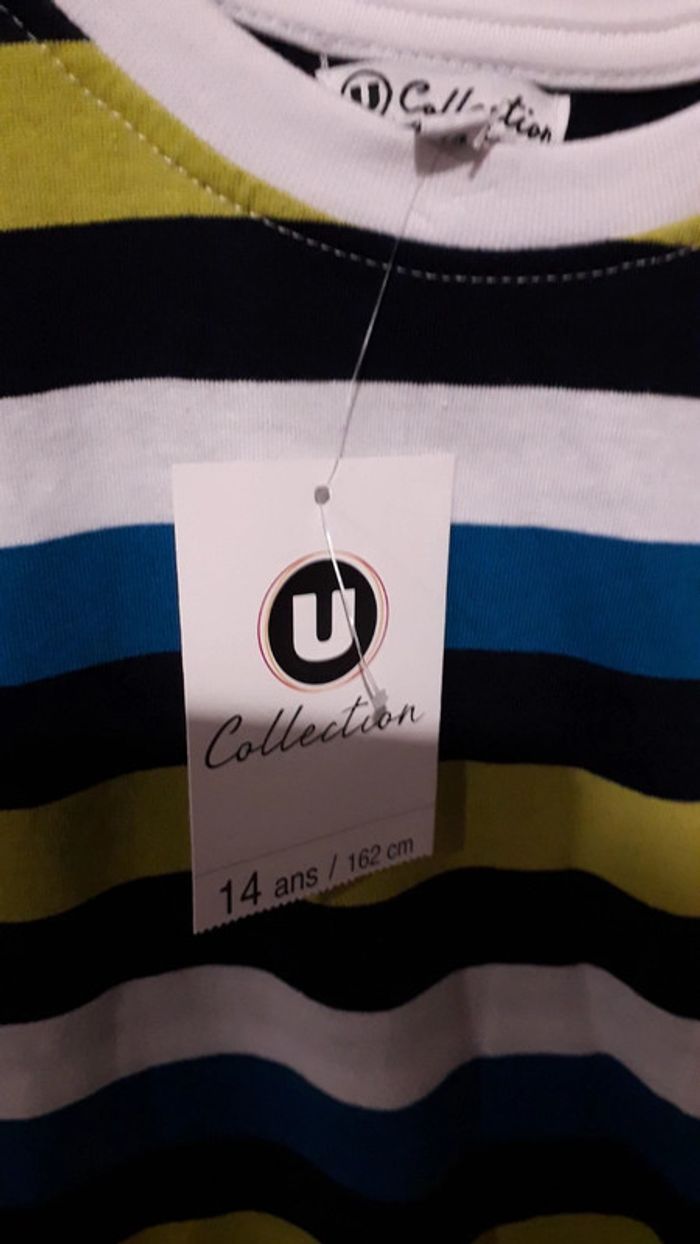 U Collection
U
Collection
14 ans / 162 cm